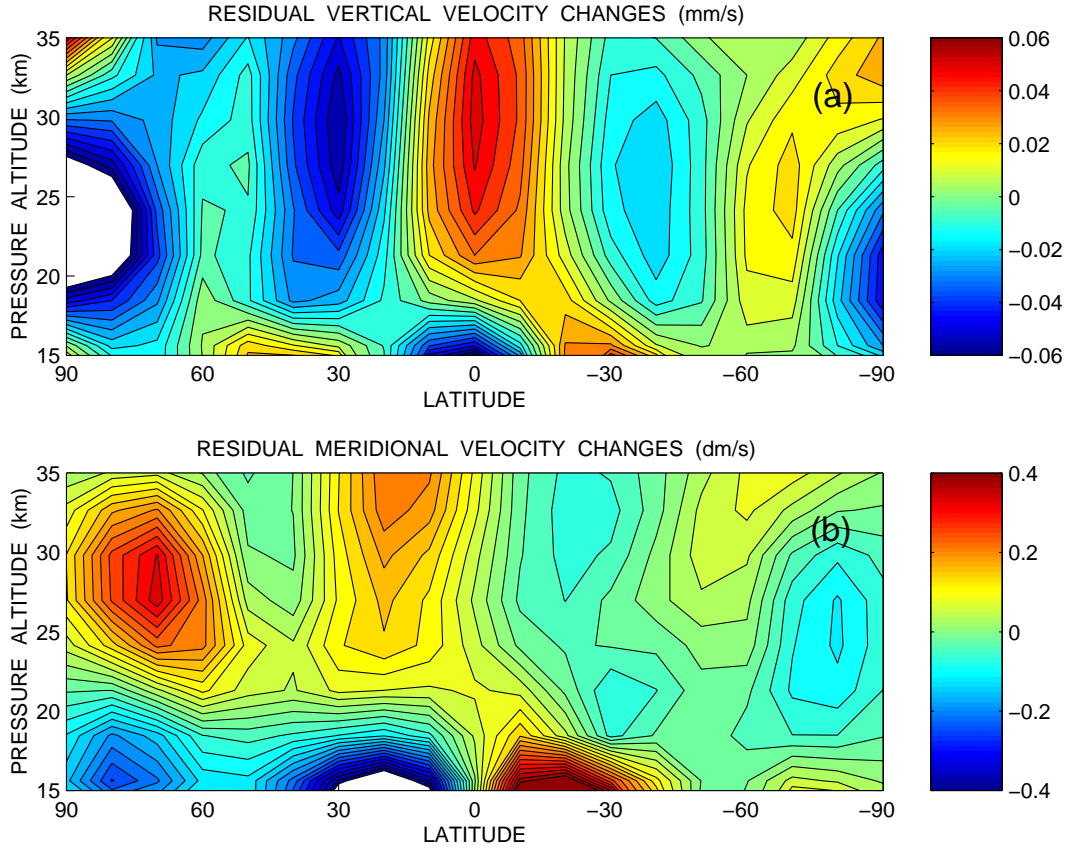 RESIDUAL VERTICAL VELOCITY CHANGES (mm/s)
PRESSURE ALTITUDE (km)
35
30
25
20
15
(a)
90 60 30 0 −30 −60 −90
LATITUDE
0.06
0.04
0.02
0
−0.02
−0.04
−0.06
RESIDUAL MERIDIONAL VELOCITY CHANGES (dm/s)
PRESSSURE ALTITUDE (km)
35
30
25
20
15
(b)
90 60 30 0 −30 −60 −90
LATITUDE
0.4
0.2
0
−0.2
−0.4